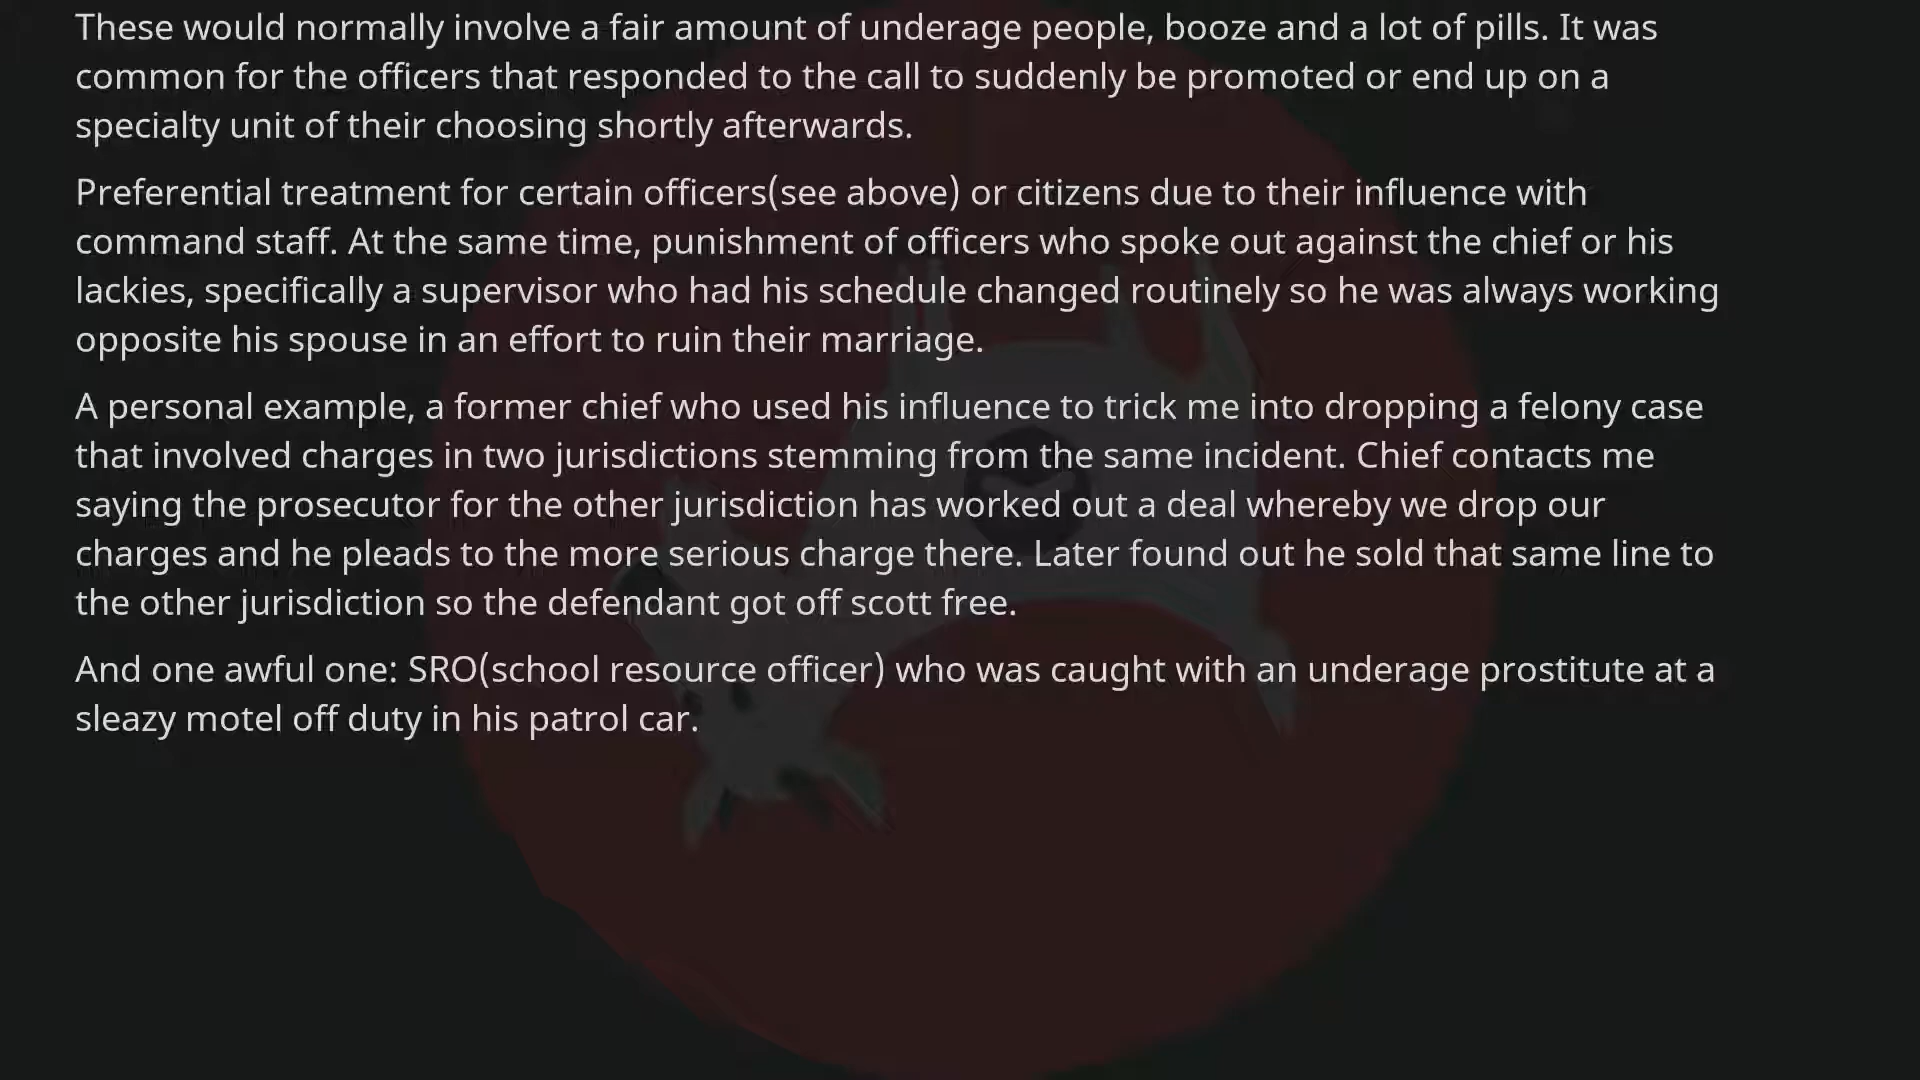 These would normally involve a fair amount of underage people, booze and a lot of pills. It was
common for the officers that responded to the call to suddenly be promoted or end up on a
specialty unit of their choosing shortly afterwards.
Preferential treatment for certain officers(see above) or citizens due to their influence with
command staff. At the same time, punishment of officers who spoke out against the chief or his
lackies, specifically a supervisor who had his schedule changed routinely so he was always working
opposite his spouse in an effort to ruin their marriage.
A personal example, a former chief who used his influence to trick me into dropping a felony case
that involved charges in two jurisdictions stemming from the same incident. Chief contacts me
saying the prosecutor for the other jurisdiction has worked out a deal whereby we drop our
charges and he pleads to the more serious charge there. Later found out he sold that same line to
the other jurisdiction so the defendant got off scott free.
And one awful one: SRO(school resource officer) who was caught with an underage prostitute at a
sleazy motel off duty in his patrol car.